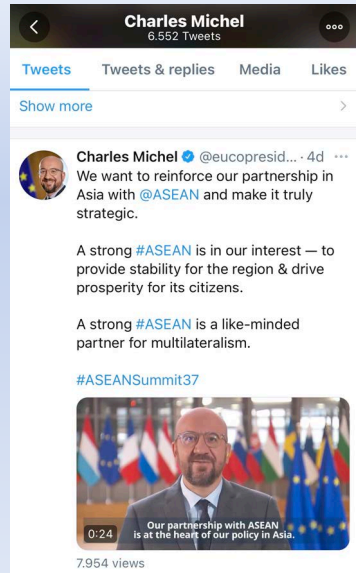 Charles Michel
6.552 Tweets
Tweets Tweets & replies Media Likes
Show more
Charles Michel @eucopresid... · 4d
We want to reinforce our partnership in
Asia with @ASEAN and make it truly
strategic.
A strong #ASEAN is in our interest — to
provide stability for the region & drive
prosperity for its citizens.
A strong #ASEAN is a like-minded
partner for multilateralism.
#ASEANSummit37
Our partnership with ASEAN
is at the heart of our policy in Asia.
0:24
7.954 views